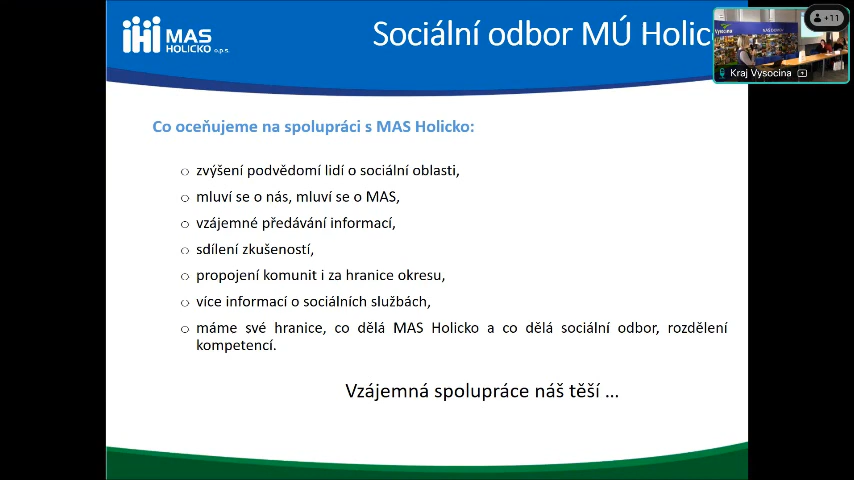 MAS
HOLICKO o.p.s.
Sociální odbor MÚ Holic
+11
Vysočina
Kraj Vysocina
Co oceňujeme na spolupráci s MAS Holicko:
o zvýšení podvědomí lidí o sociální oblasti,
o mluví se o nás, mluví se o MAS,
o vzájemné předávání informací,
o sdílení zkušeností,
o propojení komunit i za hranice okresu,
o více informací o sociálních službách,
o máme své hranice, co dělá MAS Holicko a co dělá sociální odbor, rozdělení
kompetencí.
Vzájemná spolupráce náš těší ...